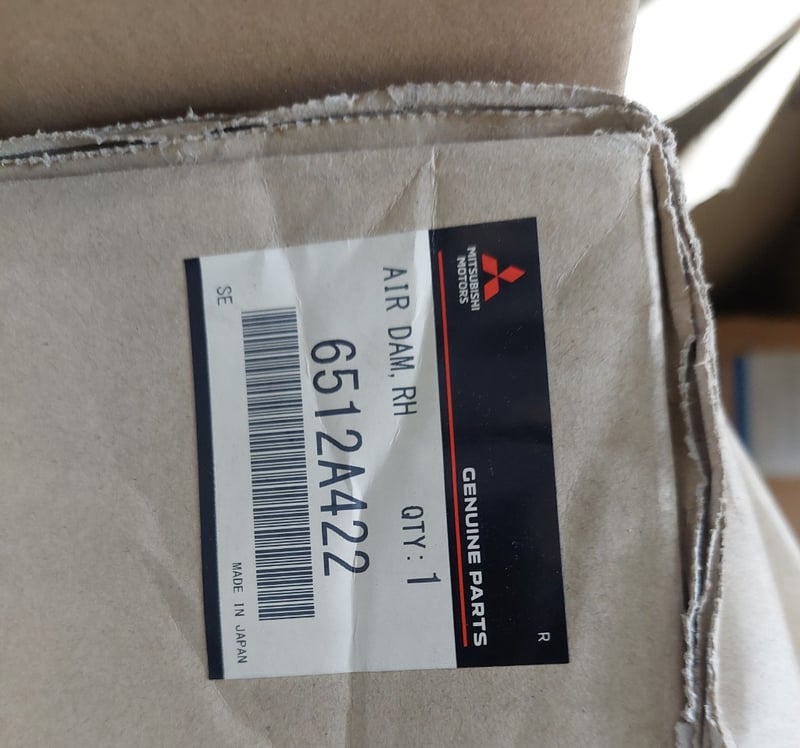 MITSUBISHI
MOTORS
GENUINE PARTS
R
AIR DAM, RH
QTY: 1
6512A422
SE
MADE IN JAPAN